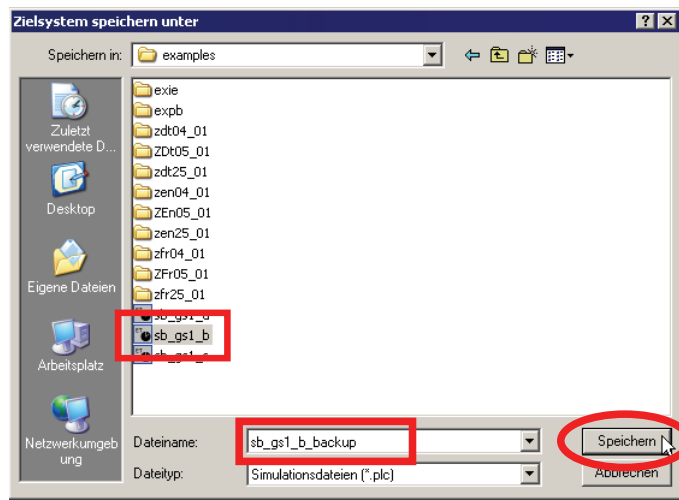 Zielsystem speichern unter
Speichern in:
examples
Zuletzt
verwendete D...
Desktop
Eigene Dateien
Arbeitsplatz
Netzwerkumgeb
ung
exie
expb
zdt04_01
ZDt05_01
zdt25_01
zen04_01
ZEn05_01
zen25_01
zfr04_01
ZFr05_01
zfr25_01
sb_gs1_b
Dateiname:
sb_gs1_b_backup
Speichern
Dateityp:
Simulationsdateien (*.plc)
Abbrechen